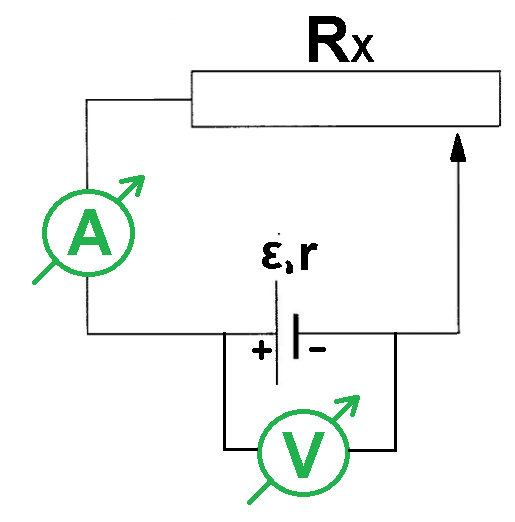 Rx
A
ε,r
+ -
V